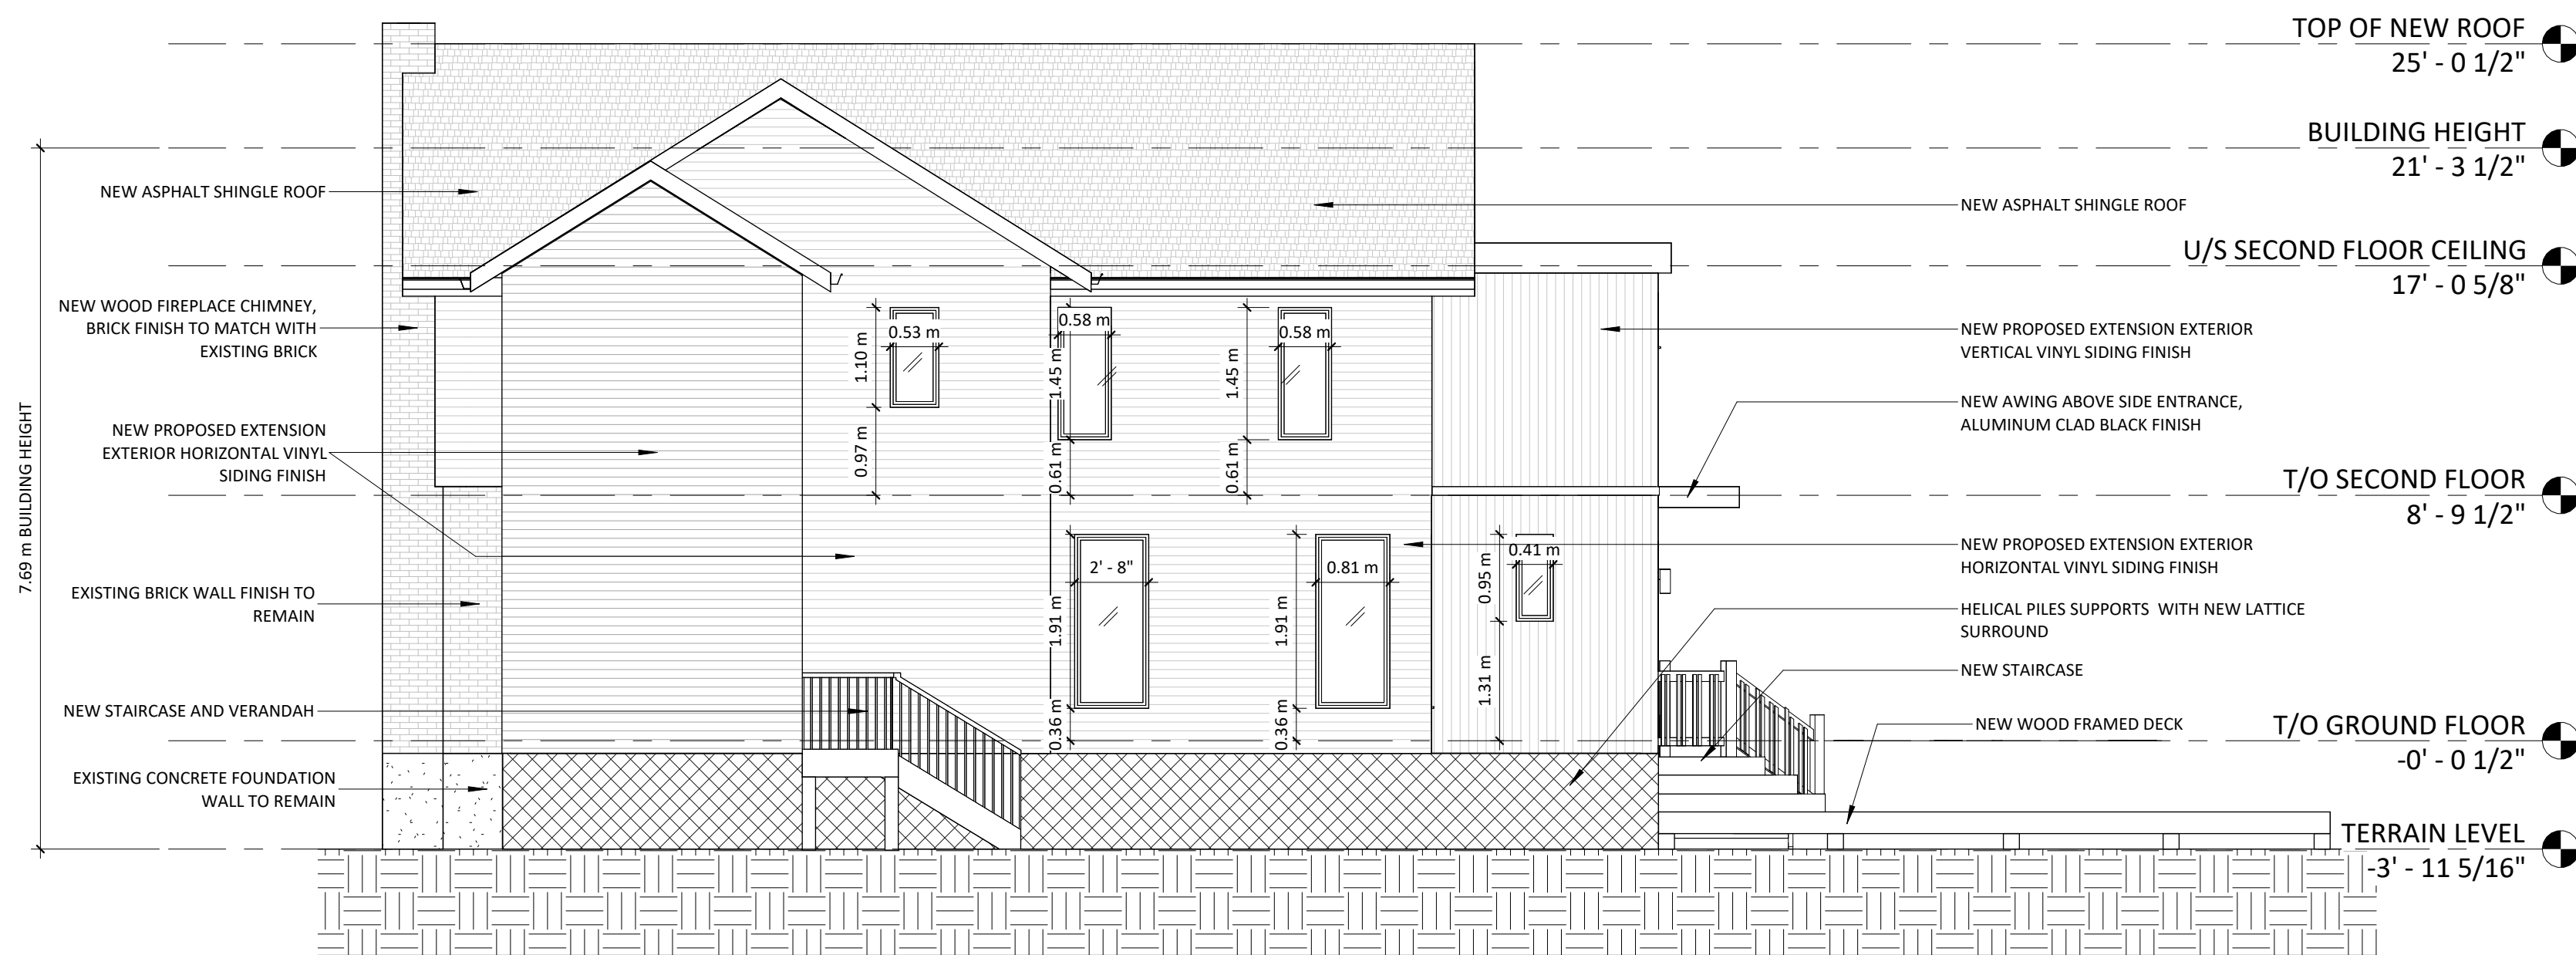 TOP OF NEW ROOF
25' - 0 1/2"
BUILDING HEIGHT
21' - 3 1/2"
U/S SECOND FLOOR CEILING
17' - 0 5/8"
T/O SECOND FLOOR
8' - 9 1/2"
T/O GROUND FLOOR
-0' - 0 1/2"
TERRAIN LEVEL
-3' - 11 5/16"
7.69 m BUILDING HEIGHT
NEW ASPHALT SHINGLE ROOF
NEW WOOD FIREPLACE CHIMNEY,
BRICK FINISH TO MATCH WITH
EXISTING BRICK
NEW PROPOSED EXTENSION
EXTERIOR HORIZONTAL VINYL
SIDING FINISH
EXISTING BRICK WALL FINISH TO
REMAIN
NEW STAIRCASE AND VERANDAH
EXISTING CONCRETE FOUNDATION
WALL TO REMAIN
1.10 m
0.53 m
0.97 m
0.58 m
1.45 m
0.61 m
0.58 m
1.45 m
0.61 m
2' - 8"
1.91 m
0.36 m
0.81 m
1.91 m
0.36 m
0.41 m
0.95 m
1.31 m
NEW ASPHALT SHINGLE ROOF
NEW PROPOSED EXTENSION EXTERIOR
VERTICAL VINYL SIDING FINISH
NEW AWING ABOVE SIDE ENTRANCE,
ALUMINUM CLAD BLACK FINISH
NEW PROPOSED EXTENSION EXTERIOR
HORIZONTAL VINYL SIDING FINISH
HELICAL PILES SUPPORTS WITH NEW LATTICE
SURROUND
NEW STAIRCASE
NEW WOOD FRAMED DECK